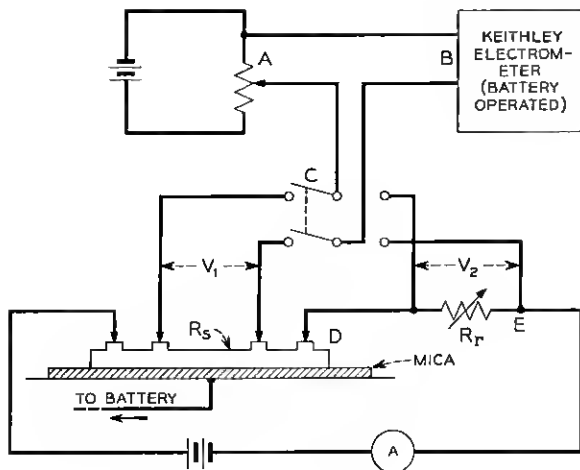 A
B
KEITHLEY
ELECTROM-
ETER
(BATTERY
OPERATED)
C
V1
V2
RS
D
Rr
E
MICA
TO BATTERY
A